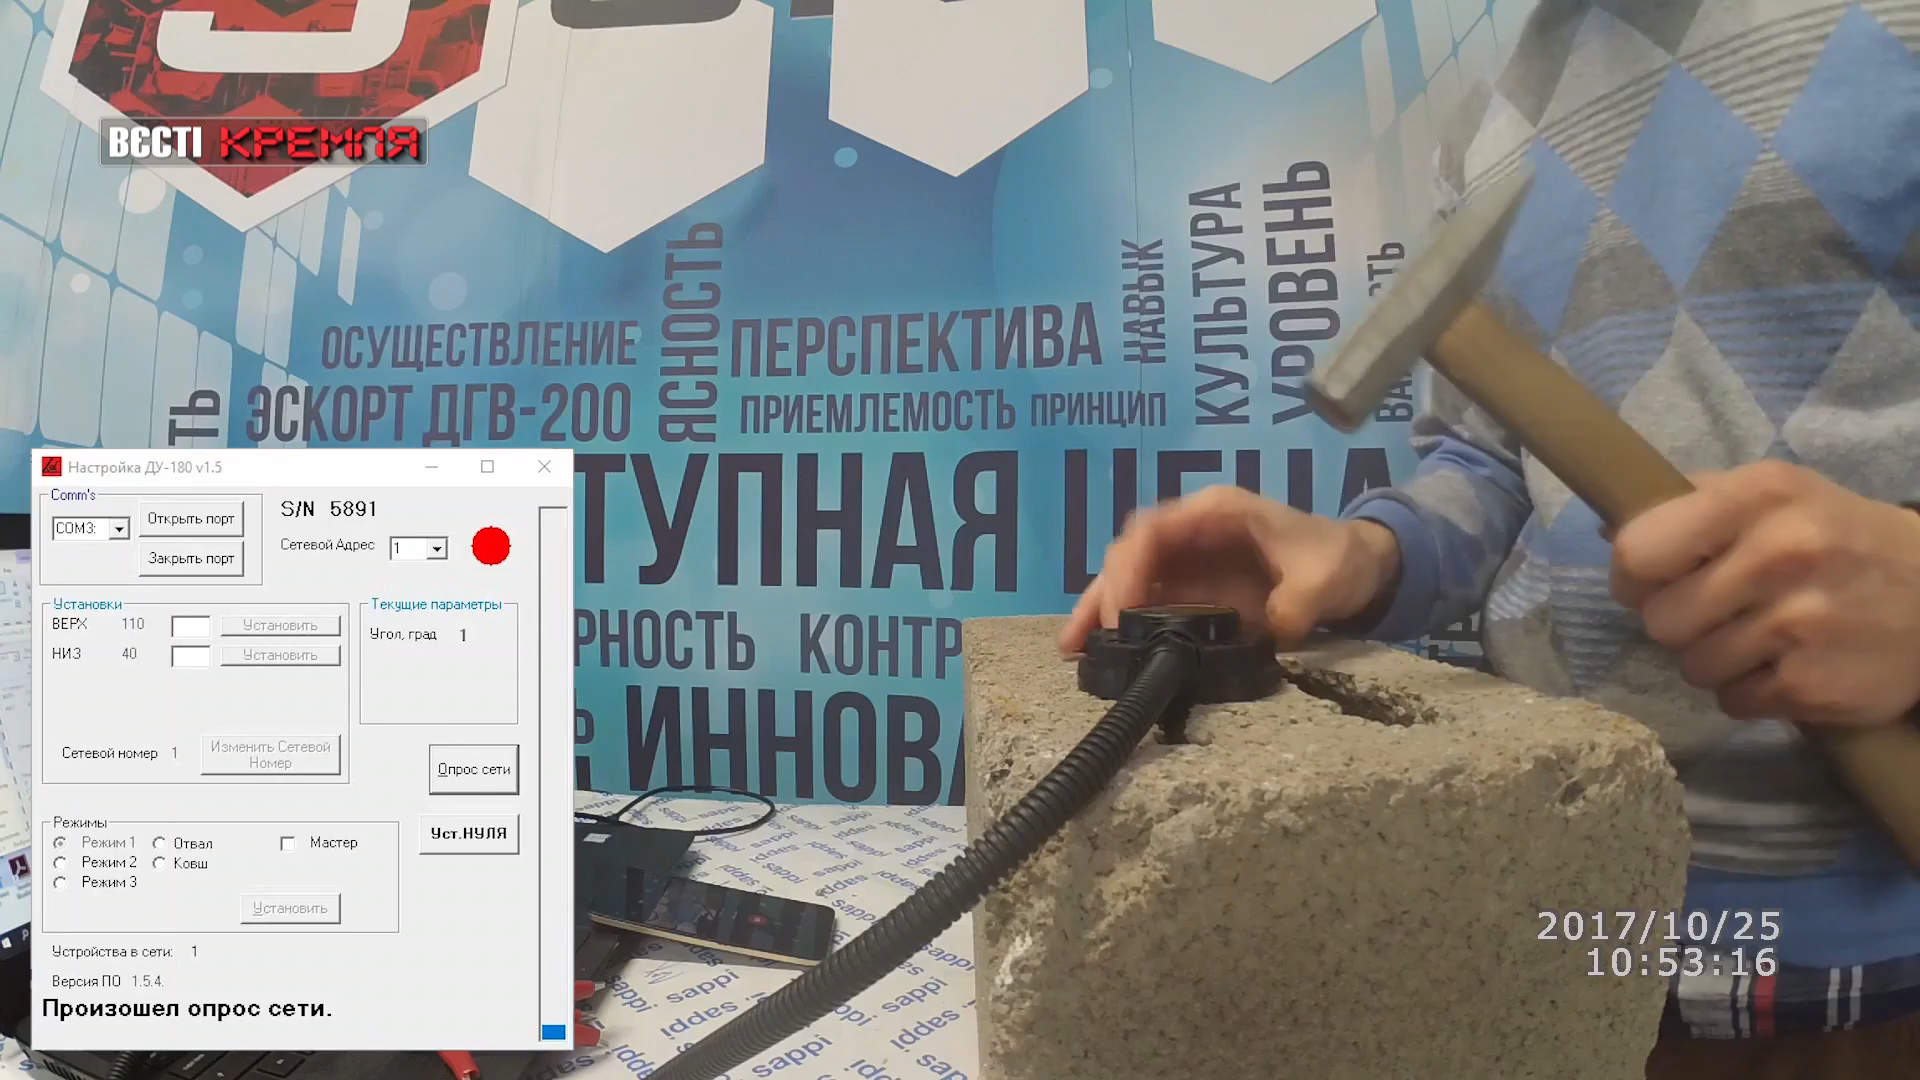 ВЄСТІ КРЕМЛЯ
ОСУЩЕСТВЛЕНИЕ
ЯСНОСТЬ
ПЕРСПЕКТИВА
НАВЫК
КУЛЬТУРА
УРОВЕНЬ
ЭСКОРТ ДГВ-200
ПРИЕМЛЕМОСТЬ
ПРИНЦИП
ТУПНАЯ ЦЕНА
РНОСТЬ
КОНТР
ИННОВА
Настройка ДУ-180 v1.5
Comm's
COM3:
Открыть порт
Закрыть порт
S/N 5891
Сетевой Адрес 1
Установки
ВЕРХ 110 Установить
НИЗ 40 Установить
Сетевой номер 1
Изменить Сетевой
Номер
Текущие параметры
Угол, град 1
Опрос сети
Уст.НУЛЯ
Режимы
Режим 1 Отвал Мастер
Режим 2 Ковш
Режим 3
Установить
Устройства в сети: 1
Версия ПО 1.5.4.
Произошел опрос сети.
sappi
2017/10/25
10:53:16